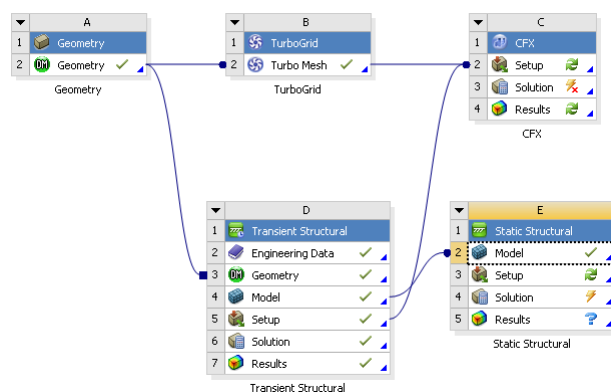 A
1 Geometry
2 Geometry
Geometry
B
1 TurboGrid
2 Turbo Mesh
TurboGrid
C
1 CFX
2 Setup
3 Solution
4 Results
CFX
D
1 Transient Structural
2 Engineering Data
3 Geometry
4 Model
5 Setup
6 Solution
7 Results
Transient Structural
E
1 Static Structural
2 Model
3 Setup
4 Solution
5 Results
Static Structural